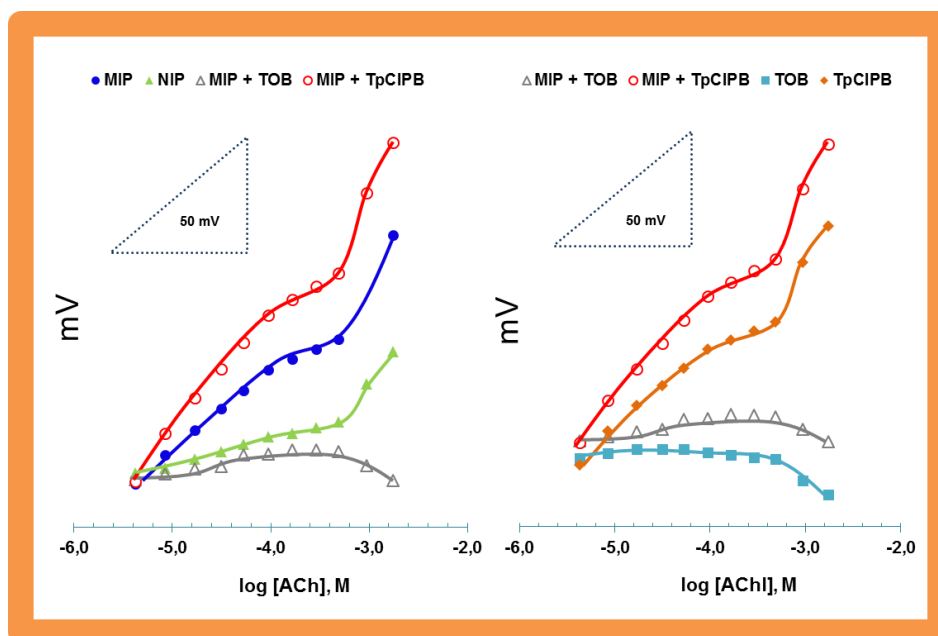 MIP NIP MIP + TOB MIP + TpClPB
50 mV
mV
-6,0 -5,0 -4,0 -3,0 -2,0
log [ACh], M
MIP + TOB MIP + TpClPB TOB TpClPB
50 mV
mV
-6,0 -5,0 -4,0 -3,0 -2,0
log [AChl], M